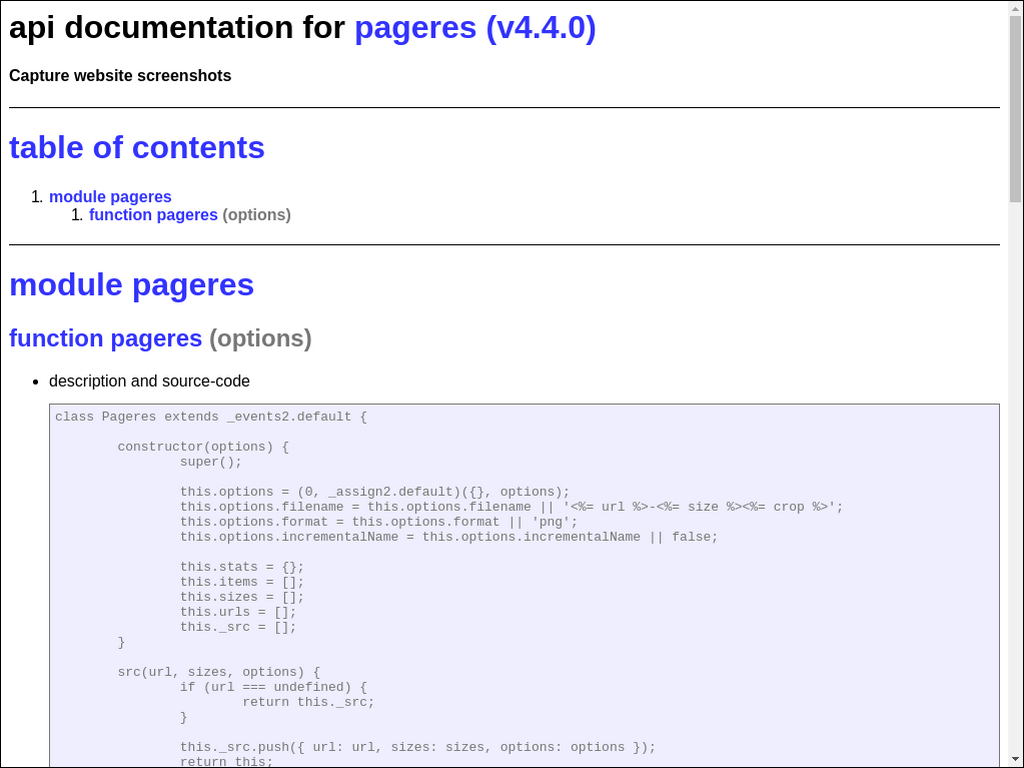 api documentation for pageres (v4.4.0)
Capture website screenshots
table of contents
1. module pageres
1. function pageres (options)
module pageres
function pageres (options)
• description and source-code
class Pageres extends _events2.default {
constructor(options) {
super();
this.options = (0, _assign2.default)({}, options);
this.options.filename = this.options.filename || '<%= url %>-<%= size %><%= crop %>';
this.options.format = this.options.format || 'png';
this.options.incrementalName = this.options.incrementalName || false;
this.stats = {};
this.items = [];
this.sizes = [];
this.urls = [];
this._src = [];
}
src(url, sizes, options) {
if (url === undefined) {
return this._src;
}
this._src.push({ url: url, sizes: sizes, options: options });
return this;